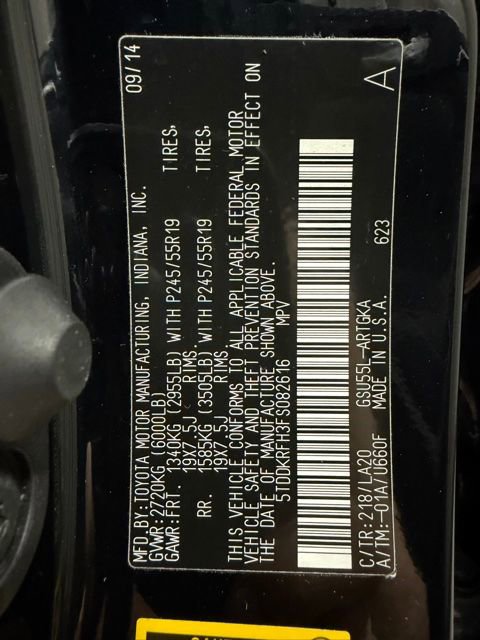 MFD.BY:TOYOTA MOTOR MANUFACTURING, INDIANA, INC. 09/14
GVWR:2720KG (6000LB)
GAWR:FRT. 1340KG (2955LB) WITH P245/55R19 TIRES,
19X7.5J RIMS,
RR. 1585KG (3505LB) WITH P245/55R19 TIRES,
19X7.5J RIMS
THIS VEHICLE CONFORMS TO ALL APPLICABLE FEDERAL MOTOR
VEHICLE SAFETY AND THEFT PREVENTION STANDARDS IN EFFECT ON
THE DATE OF MANUFACTURE SHOWN ABOVE.
5TDDKRFH3FS082616 MPV
C/TR:218/LA20 GSU55L-ARTGKA 623
A/TM:-01A/U660F MADE IN U.S.A. A